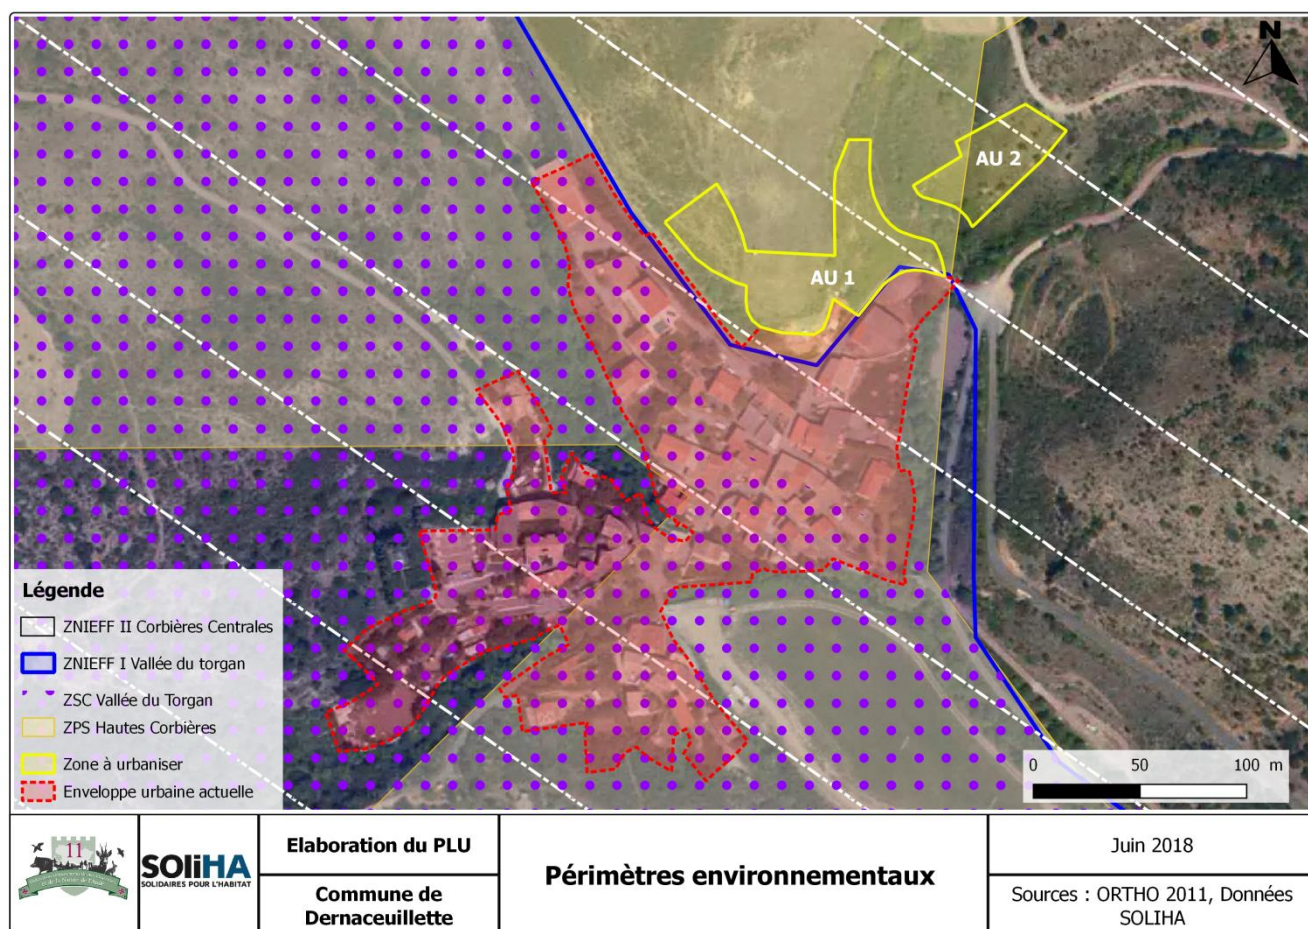 N
AU 2
AU 1
Légende
ZNIEFF II Corbières Centrales
ZNIEFF I Vallée du torgan
ZSC Vallée du Torgan
ZPS Hautes Corbières
Zone à urbaniser
Enveloppe urbaine actuelle
0 50 100 m
11
SOLiHA
SOLIDAIRES POUR L'HABITAT
Elaboration du PLU
Commune de
Dernaceuillette
Périmètres environnementaux
Juin 2018
Sources : ORTHO 2011, Données
SOLIHA